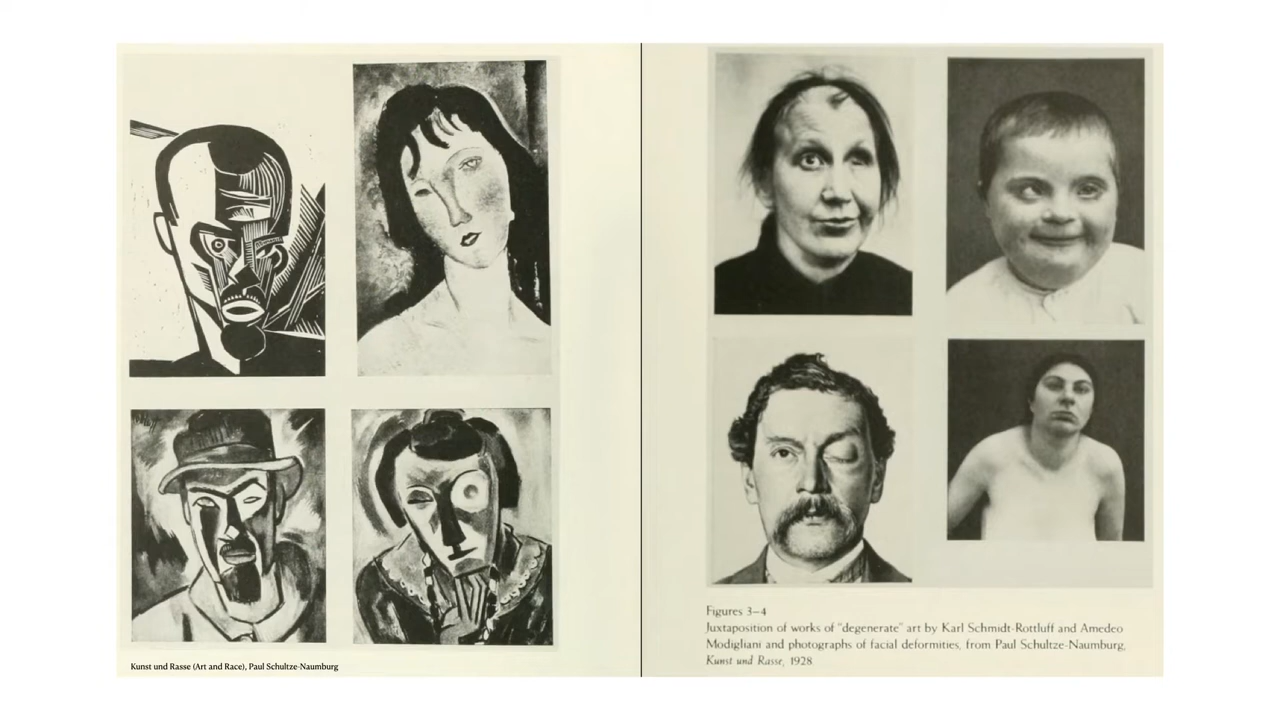 Kunst und Rasse (Art and Race), Paul Schultze-Naumburg
Figures 3–4
Juxtaposition of works of “degenerate” art by Karl Schmidt-Rottluff and Amedeo
Modigliani and photographs of facial deformities, from Paul Schultze-Naumburg,
Kunst und Rasse, 1928